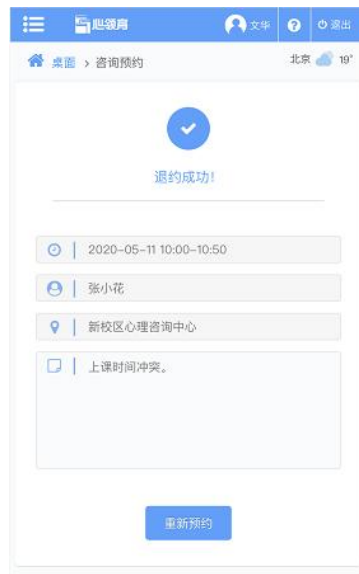 心领育 文华 ? 退出
桌面 > 咨询预约 北京 19°
退约成功!
2020-05-11 10:00-10:50
张小花
新校区心理咨询中心
上课时间冲突。
重新预约